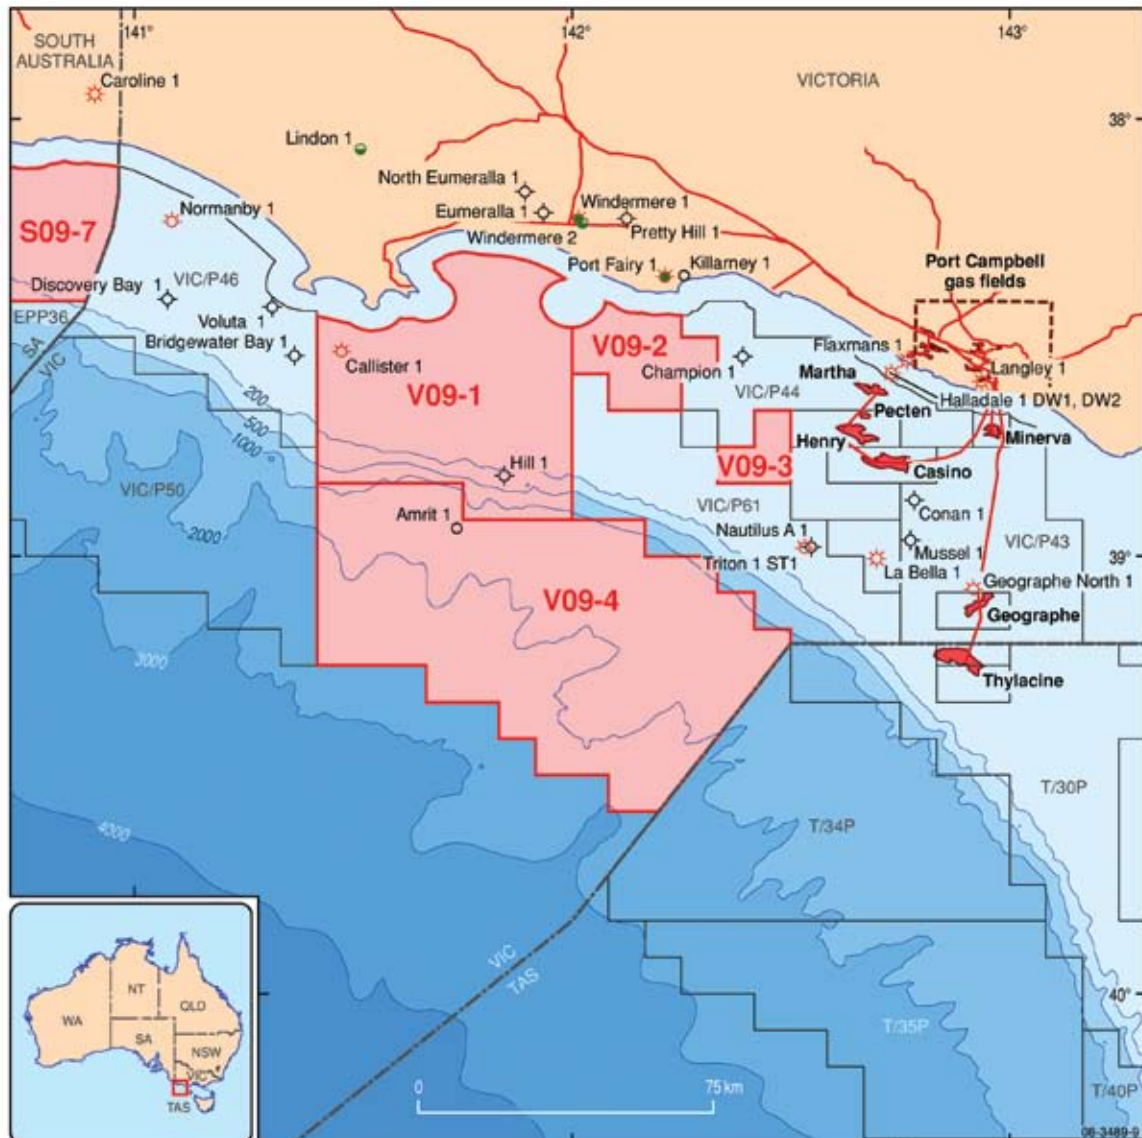 141°
142°
143°
SOUTH
AUSTRALIA
Caroline 1
VICTORIA
38°
Lindon 1
North Eumeralla 1
Eumeralla 1
Windermere 1
Windermere 2
Pretty Hill 1
Normanby 1
S09-7
Port Fairy 1
Killarney 1
Port Campbell
gas fields
Discovery Bay 1
VIC/P46
EPP36
Voluta 1
Bridgewater Bay 1
SA
VIC
Callister 1
V09-1
V09-2
Champion 1
VIC/P44
Flaxmans 1
Langley 1
Martha
Halladale 1 DW1, DW2
Pecten
Henry
Minerva
Casino
200
500
1000
2000
3000
4000
VIC/P50
Hill 1
V09-3
VIC/P61
Amrit 1
Nautilus A 1
Triton 1 ST1
Conan 1
Mussel 1
La Bella 1
VIC/P43
39°
Geographe North 1
Geographe
V09-4
Thylacine
T/30P
T/34P
VIC
TAS
40°
T/35P
T/40P
0
75 km
WA
NT
QLD
SA
NSW
VIC
TAS
08-3489-9